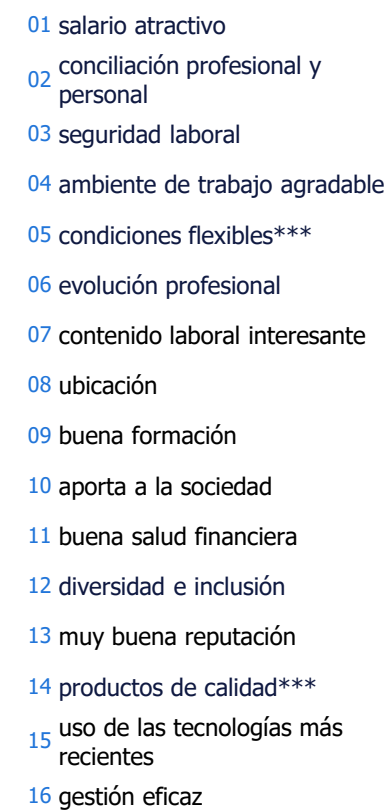 01 salario atractivo
02 conciliación profesional y
personal
03 seguridad laboral
04 ambiente de trabajo agradable
05 condiciones flexibles***
06 evolución profesional
07 contenido laboral interesante
08 ubicación
09 buena formación
10 aporta a la sociedad
11 buena salud financiera
12 diversidad e inclusión
13 muy buena reputación
14 productos de calidad***
15 uso de las tecnologías más
recientes
16 gestión eficaz